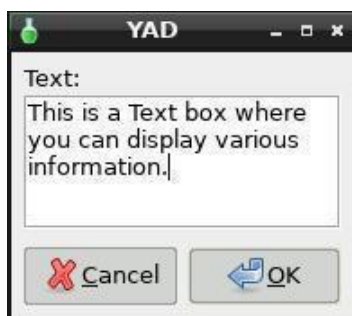 YAD
Text:
This is a Text box where
you can display various
information.
Cancel
OK